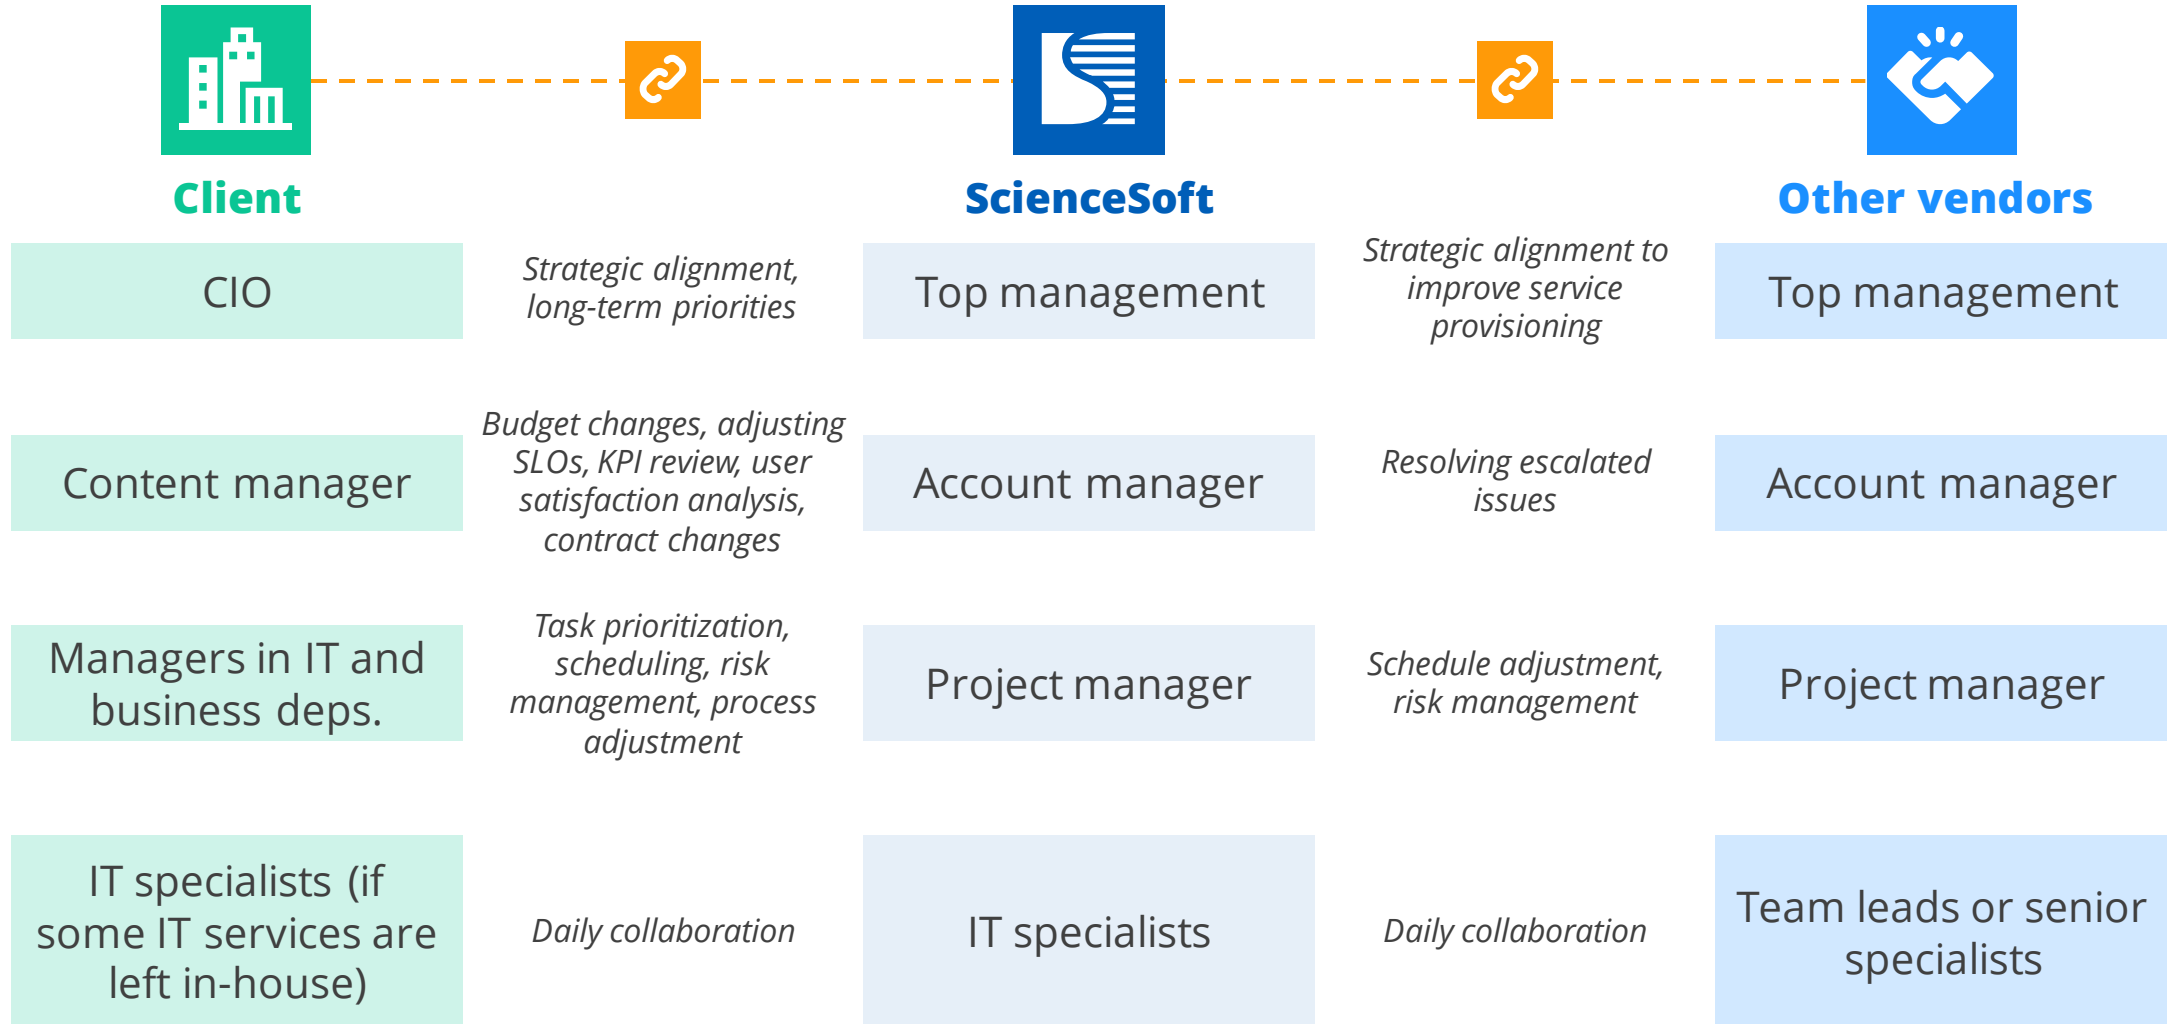 Client
ScienceSoft
Other vendors
CIO
Strategic alignment,
long-term priorities
Top management
Strategic alignment to
improve service
provisioning
Top management
Content manager
Budget changes, adjusting
SLOs, KPI review, user
satisfaction analysis,
contract changes
Account manager
Resolving escalated
issues
Account manager
Managers in IT and
business deps.
Task prioritization,
scheduling, risk
management, process
adjustment
Project manager
Schedule adjustment,
risk management
Project manager
IT specialists (if
some IT services are
left in-house)
Daily collaboration
IT specialists
Daily collaboration
Team leads or senior
specialists